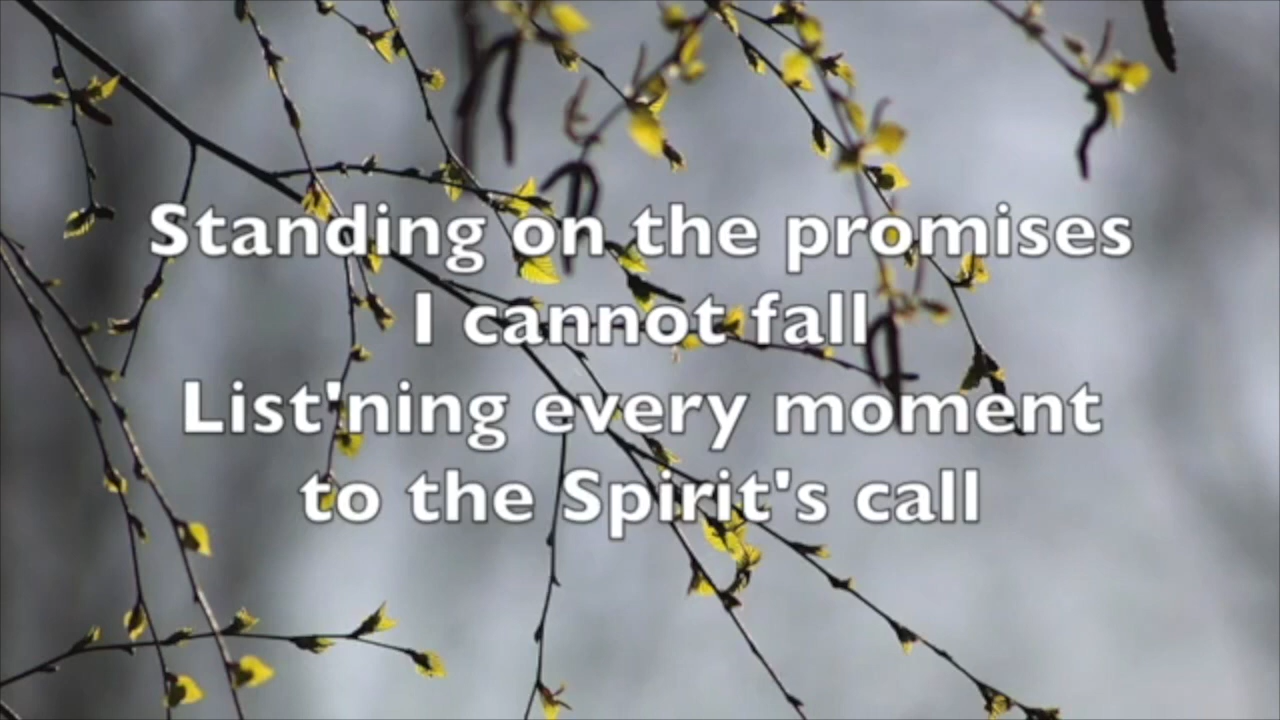 Standing on the promises
I cannot fall
List'ning every moment
to the Spirit's call